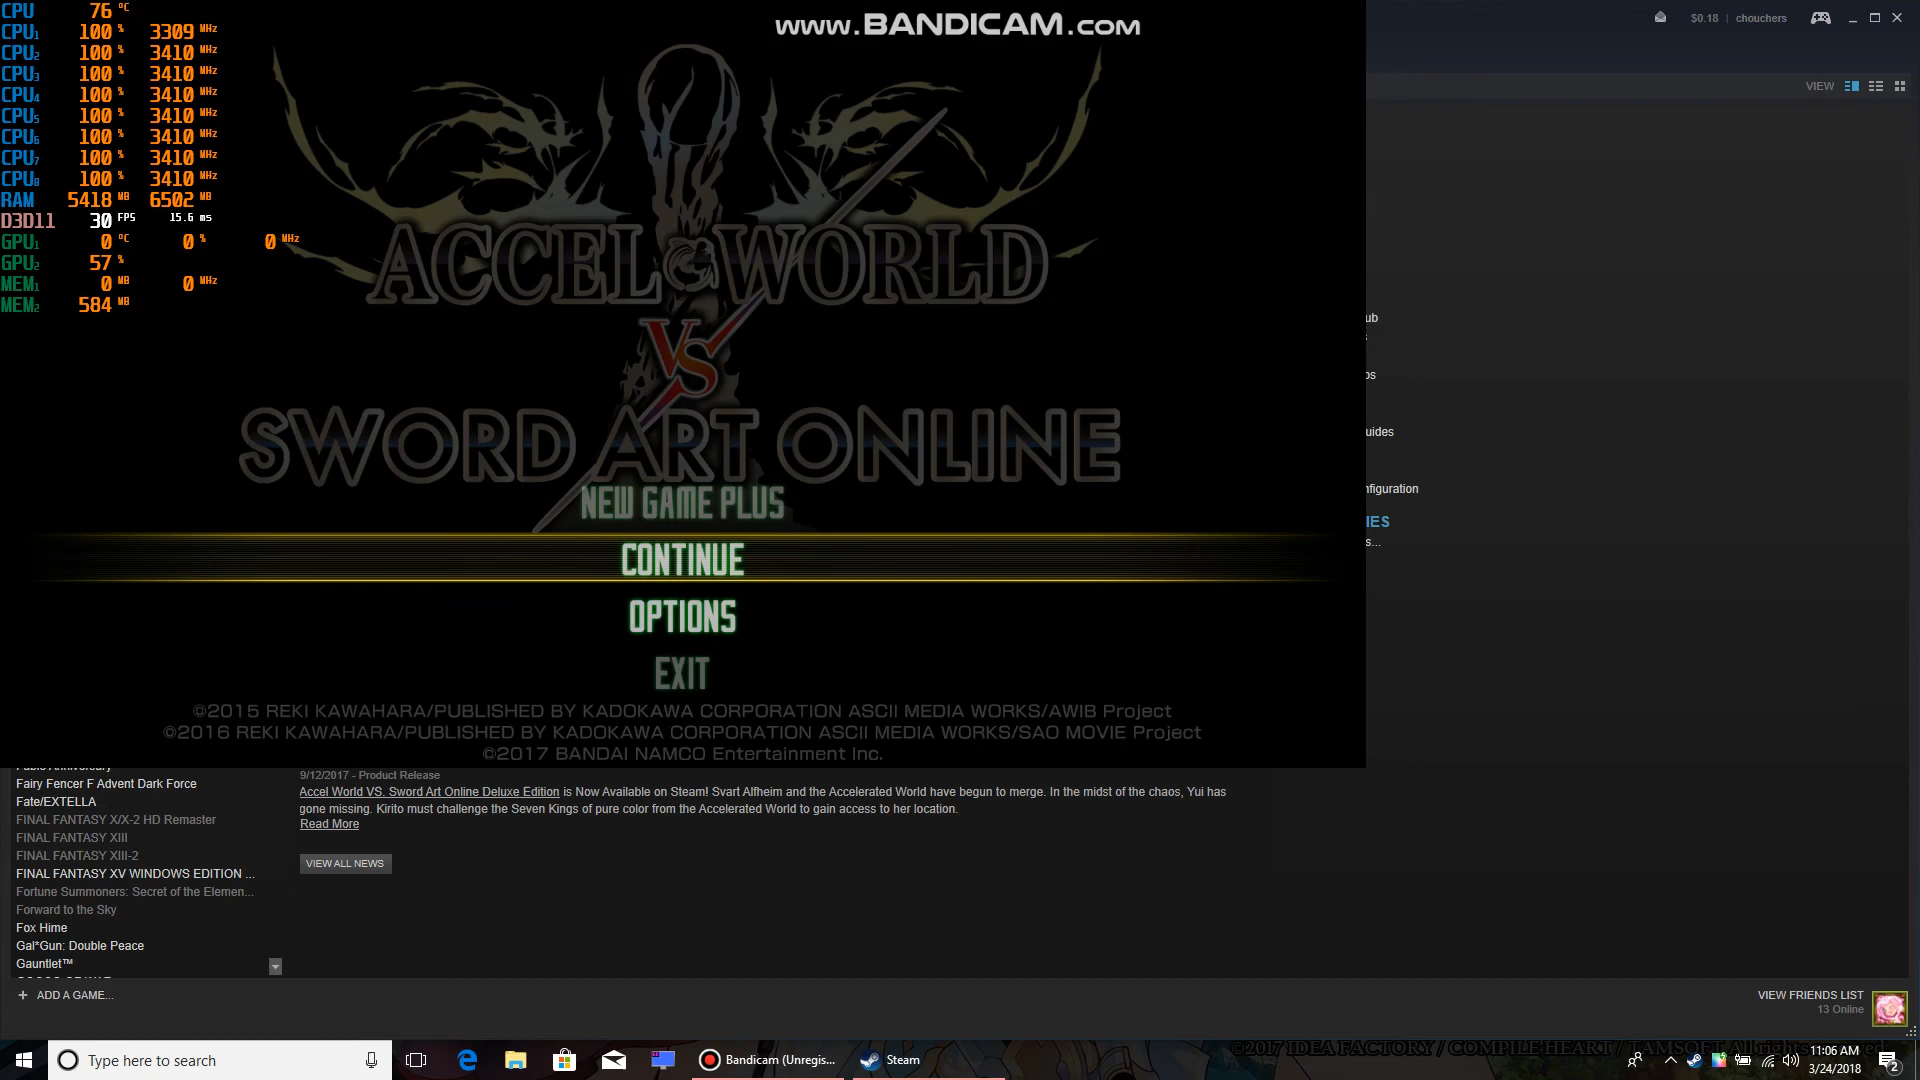 www.BANDICAM.com
CPU 76 °C
CPU1 100 % 3309 MHz
CPU2 100 % 3410 MHz
CPU3 100 % 3410 MHz
CPU4 100 % 3410 MHz
CPU5 100 % 3410 MHz
CPU6 100 % 3410 MHz
CPU7 100 % 3410 MHz
CPU8 100 % 3410 MHz
RAM 5418 MB 6502 MB
D3D11 30 FPS 15.6 ms
GPU1 0 °C 0 % 0 MHz
GPU2 57 %
MEM1 0 MB 0 MHz
MEM2 584 MB
$0.18 | chouchers
VIEW
ACCEL WORLD
VS
SWORD ART ONLINE
NEW GAME PLUS
CONTINUE
OPTIONS
EXIT
©2015 REKI KAWAHARA/PUBLISHED BY KADOKAWA CORPORATION ASCII MEDIA WORKS/AWIB Project
©2016 REKI KAWAHARA/PUBLISHED BY KADOKAWA CORPORATION ASCII MEDIA WORKS/SAO MOVIE Project
©2017 BANDAI NAMCO Entertainment Inc.
ub
ps
uides
nfiguration
IES
s...
Fairy Fencer F Advent Dark Force
Fate/EXTELLA
FINAL FANTASY X/X-2 HD Remaster
FINAL FANTASY XIII
FINAL FANTASY XIII-2
FINAL FANTASY XV WINDOWS EDITION ...
Fortune Summoners: Secret of the Elemen...
Forward to the Sky
Fox Hime
Gal*Gun: Double Peace
Gauntlet™
9/12/2017 - Product Release
Accel World VS. Sword Art Online Deluxe Edition is Now Available on Steam! Svart Alfheim and the Accelerated World have begun to merge. In the midst of the chaos, Yui has
gone missing. Kirito must challenge the Seven Kings of pure color from the Accelerated World to gain access to her location.
Read More
VIEW ALL NEWS
+ ADD A GAME...
VIEW FRIENDS LIST
13 Online
Type here to search
Bandicam (Unregis...
Steam
©2017 IDEA FACTORY / COMPILE HEART / TAMSOFT All rights reserved.
11:06 AM
3/24/2018
2